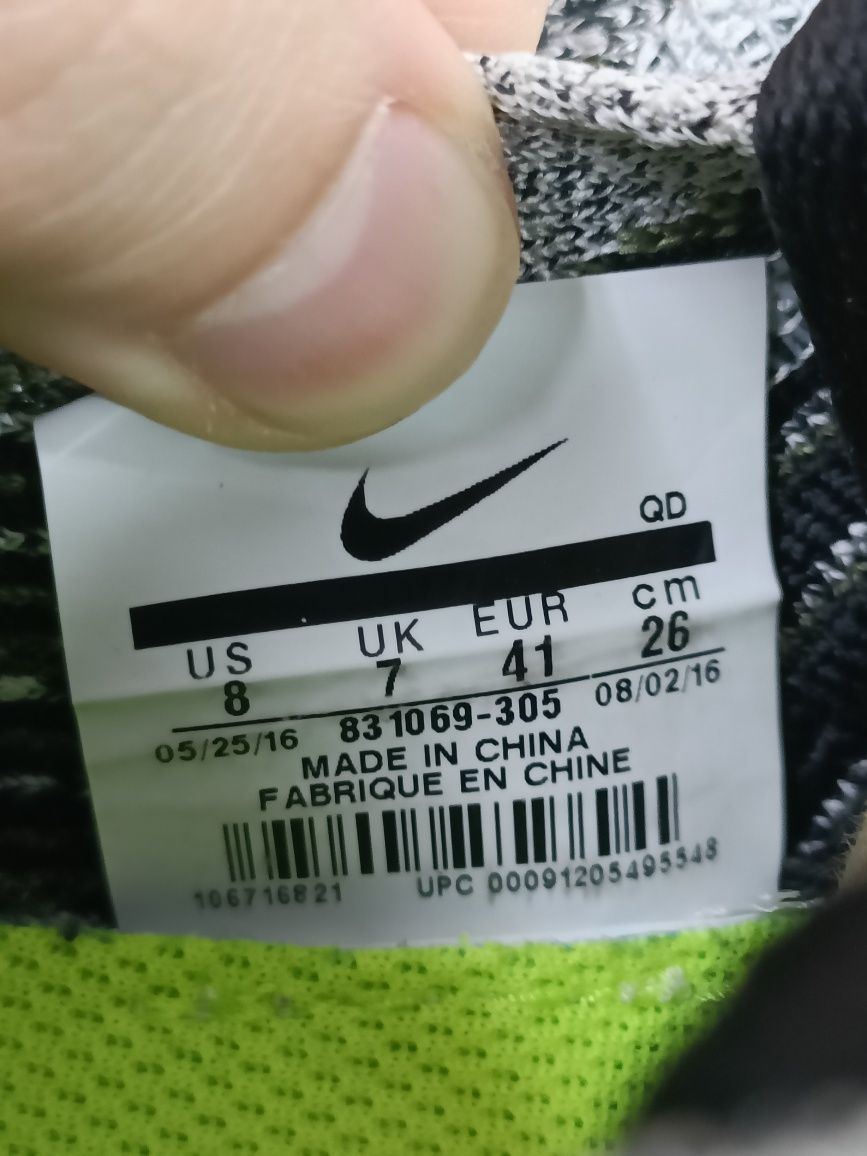 QD
US UK EUR cm
8 7 41 26
05/25/16 831069-305 08/02/16
MADE IN CHINA
FABRIQUE EN CHINE
106716821 UPC 00091205495548